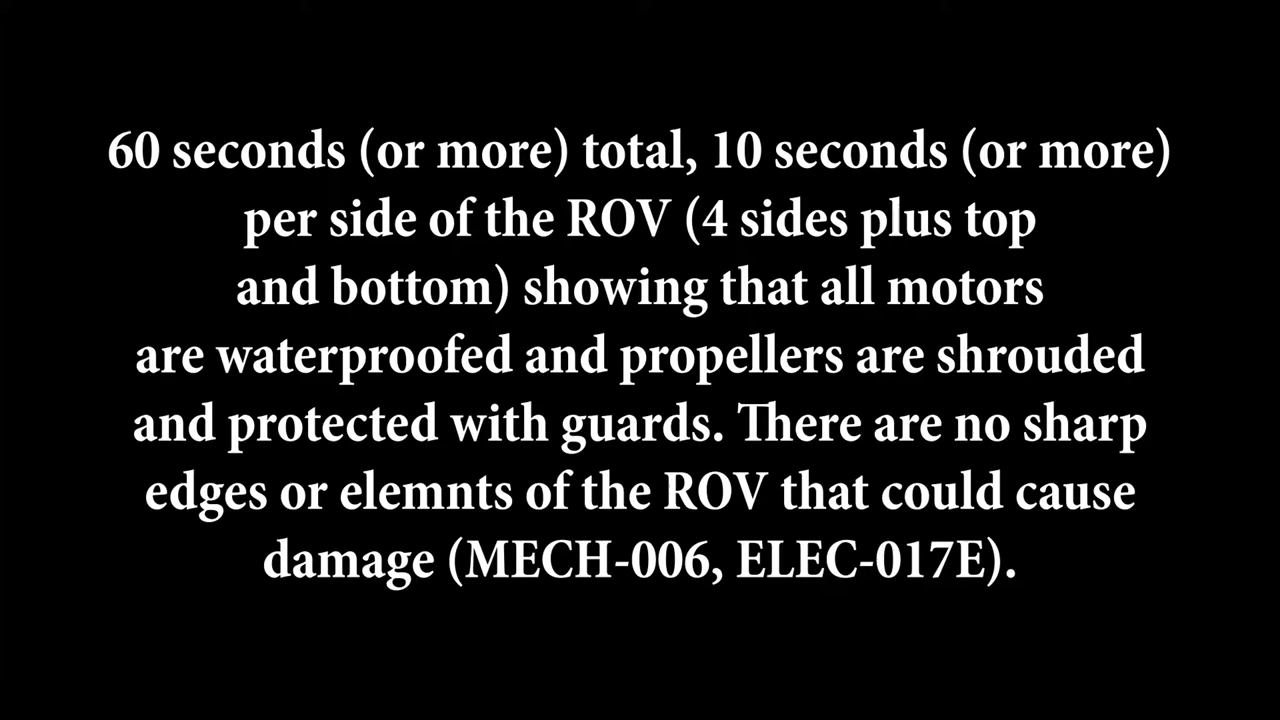 60 seconds (or more) total, 10 seconds (or more)
per side of the ROV (4 sides plus top
and bottom) showing that all motors
are waterproofed and propellers are shrouded
and protected with guards. There are no sharp
edges or elemnts of the ROV that could cause
damage (MECH-006, ELEC-017E).